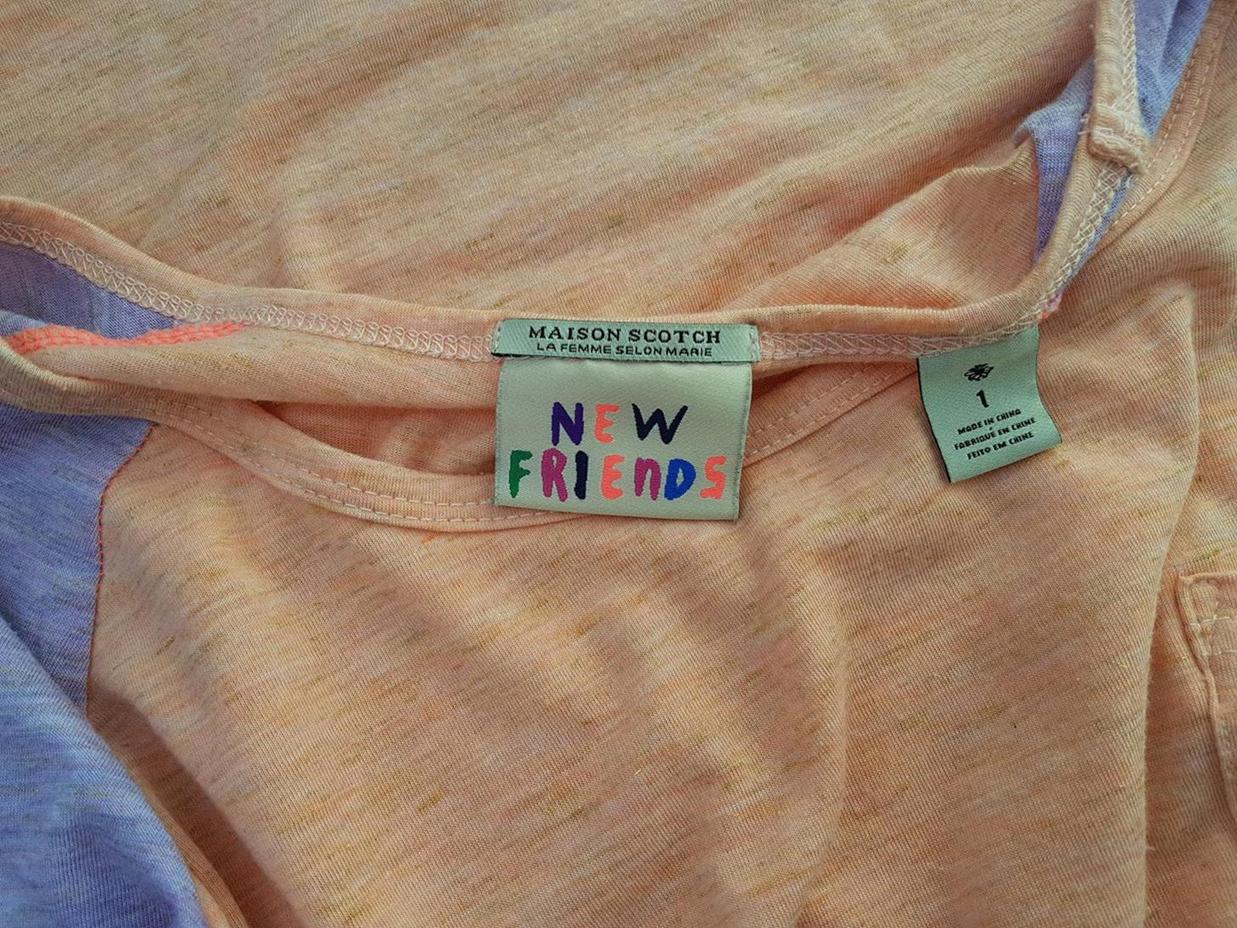 MAISON SCOTCH
LA FEMME SELON MARIE
NEW
FRIENDS
1
MADE IN CHINA
FABRIQUÉ EN CHINE
FEITO EM CHINE